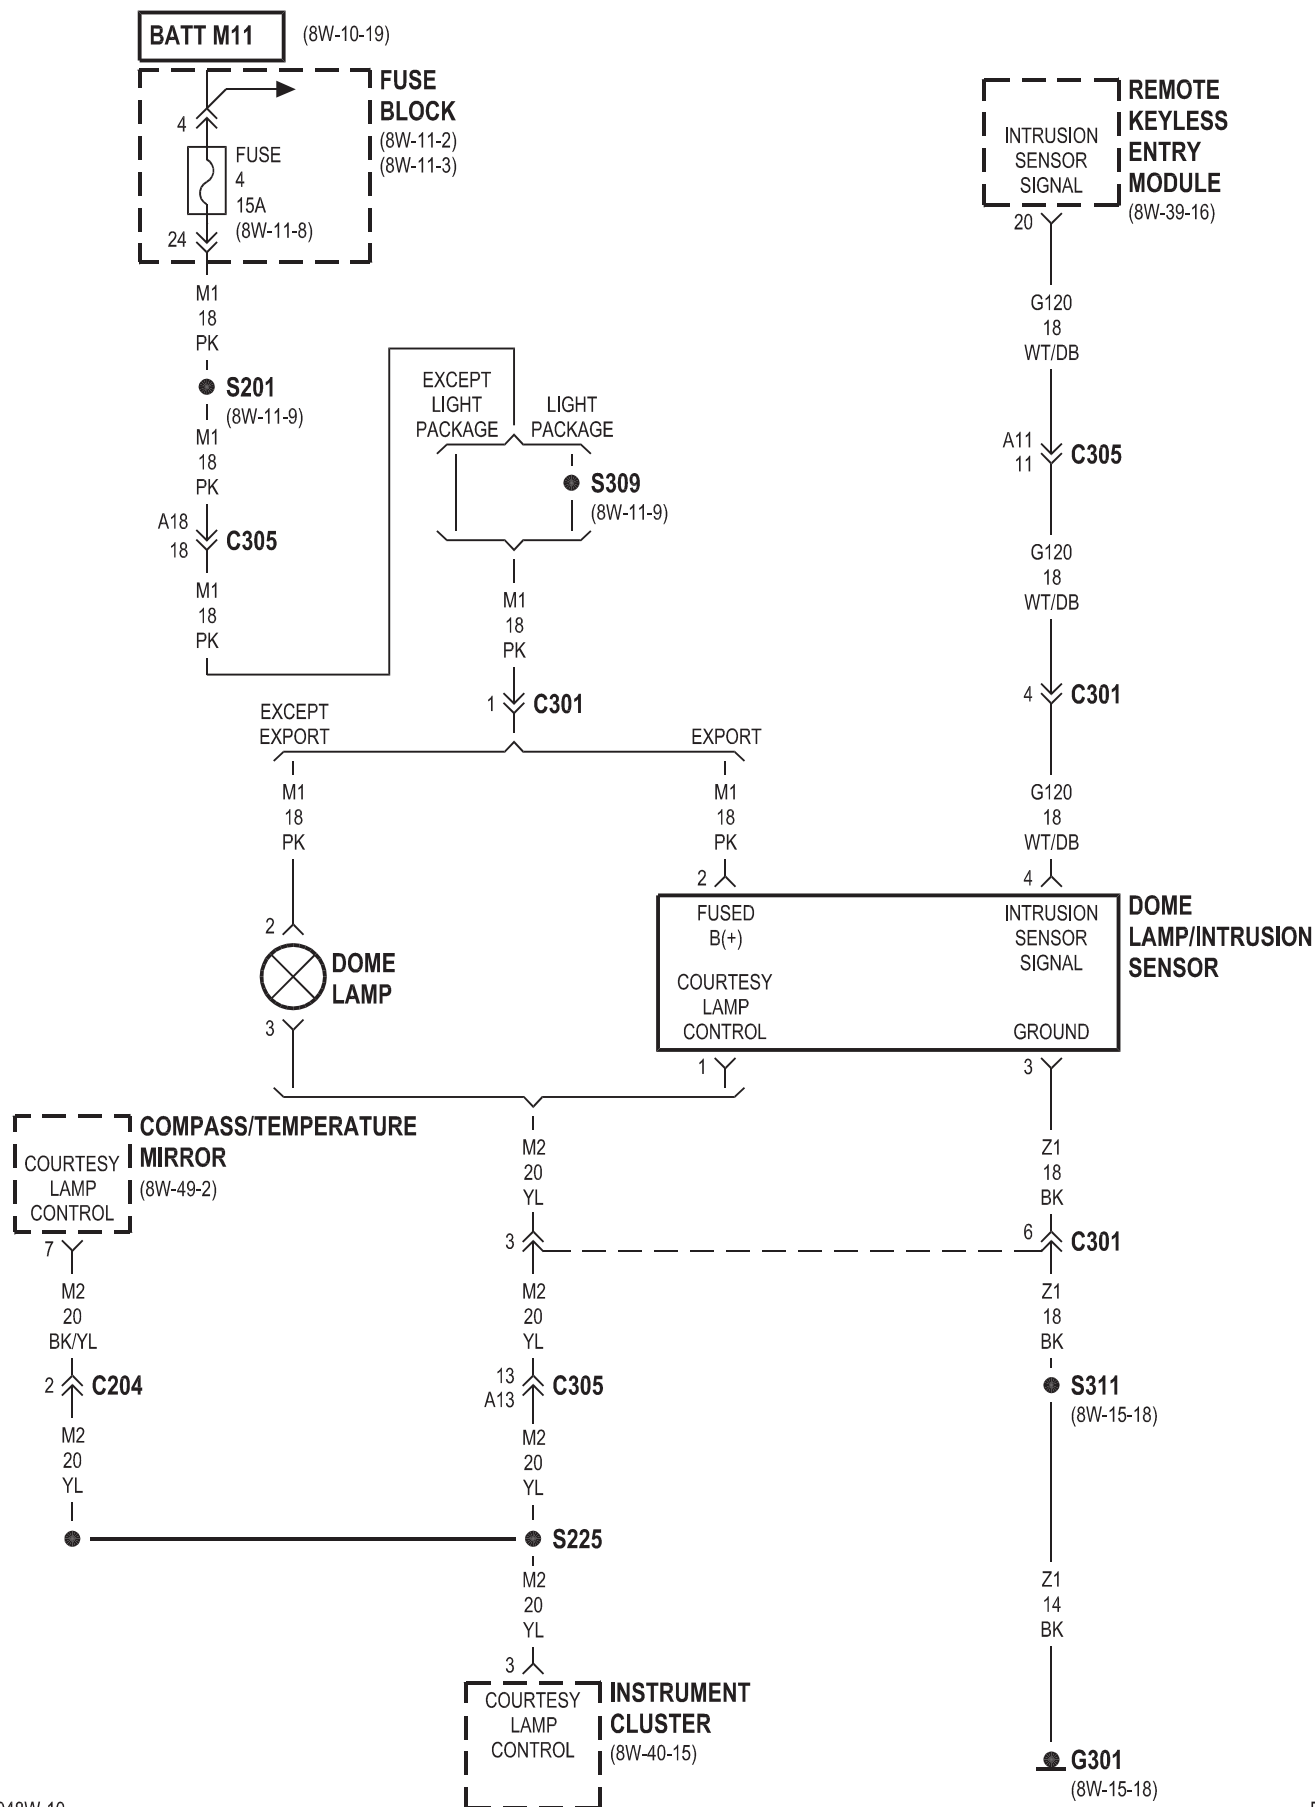 BATT M11
(8W-10-19)
FUSE
BLOCK
(8W-11-2)
(8W-11-3)
4
FUSE
4
15A
(8W-11-8)
24
M1
18
PK
S201
(8W-11-9)
M1
18
PK
A18
18
C305
M1
18
PK
EXCEPT
LIGHT
PACKAGE
LIGHT
PACKAGE
S309
(8W-11-9)
M1
18
PK
1
C301
EXCEPT
EXPORT
EXPORT
M1
18
PK
M1
18
PK
2
DOME
LAMP
3
REMOTE
KEYLESS
ENTRY
MODULE
(8W-39-16)
INTRUSION
SENSOR
SIGNAL
20
G120
18
WT/DB
A11
11
C305
G120
18
WT/DB
4
C301
G120
18
WT/DB
2
4
FUSED
B(+)
INTRUSION
SENSOR
SIGNAL
COURTESY
LAMP
CONTROL
GROUND
DOME
LAMP/INTRUSION
SENSOR
1
3
COMPASS/TEMPERATURE
MIRROR
(8W-49-2)
COURTESY
LAMP
CONTROL
7
M2
20
BK/YL
2
C204
M2
20
YL
M2
20
YL
3
M2
20
YL
13
A13
C305
M2
20
YL
S225
M2
20
YL
3
COURTESY
LAMP
CONTROL
INSTRUMENT
CLUSTER
(8W-40-15)
Z1
18
BK
6
C301
Z1
18
BK
S311
(8W-15-18)
Z1
14
BK
G301
(8W-15-18)